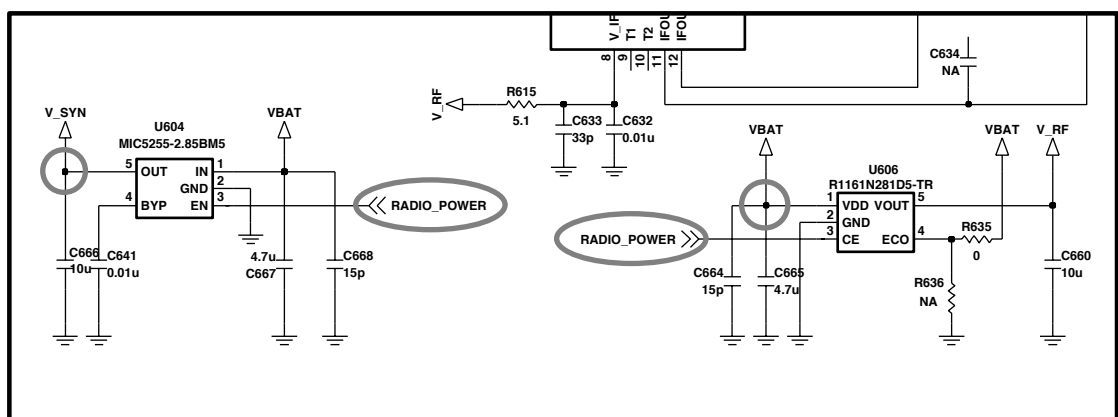 V_IF
T1
T2
IFOU
IFOU
8
9
10
11
12
C634
NA
V_RF
R615
5.1
C633
33p
C632
0.01u
V_SYN
U604
MIC5255-2.85BM5
VBAT
5
OUT
IN
1
GND
2
4
BYP
EN
3
RADIO_POWER
C666
10u
C641
0.01u
4.7u
C667
C668
15p
VBAT
U606
R1161N281D5-TR
VBAT
V_RF
1
VDD
VOUT
5
2
GND
3
CE
ECO
4
RADIO_POWER
R635
0
C664
15p
C665
4.7u
R636
NA
C660
10u